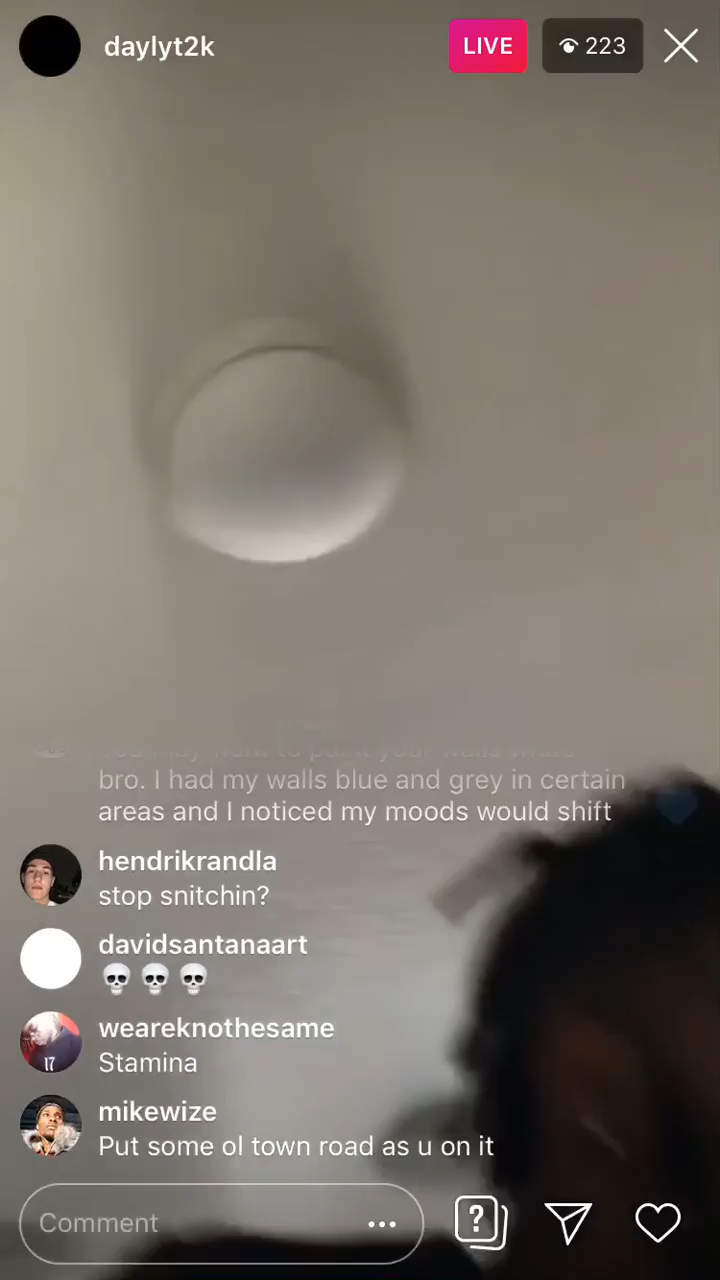 daylyt2k
LIVE
223
bro. I had my walls blue and grey in certain
areas and I noticed my moods would shift
hendrikrandla
stop snitchin?
davidsantanaart
💀 💀 💀
weareknothesame
17
Stamina
mikewize
Put some ol town road as u on it
Comment
?